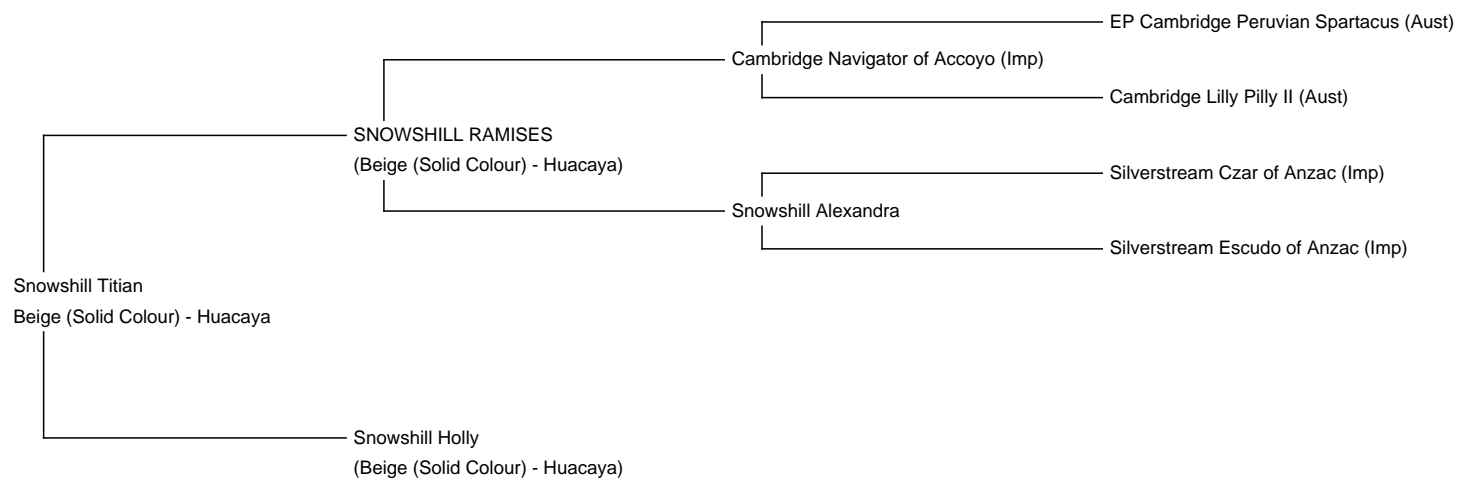 EP Cambridge Peruvian Spartacus (Aust)
Cambridge Navigator of Accoyo (Imp)
Cambridge Lilly Pilly II (Aust)
SNOWSHILL RAMISES
(Beige (Solid Colour) - Huacaya)
Silverstream Czar of Anzac (Imp)
Snowshill Alexandra
Silverstream Escudo of Anzac (Imp)
Snowshill Titian
Beige (Solid Colour) - Huacaya
Snowshill Holly
(Beige (Solid Colour) - Huacaya)